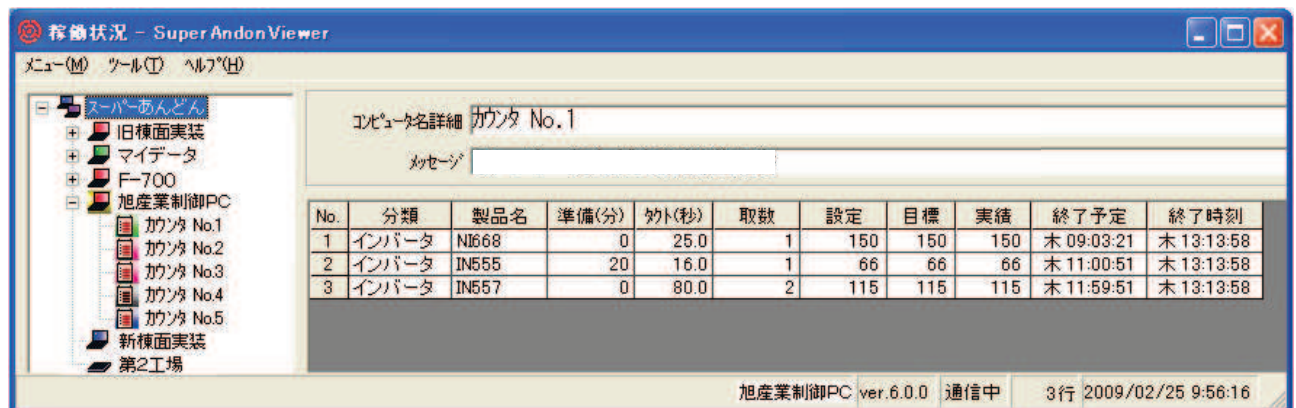 稼働状況 - Super Andon Viewer
メニュー(M) ツール(T) ヘルプ(H)
スーパーあんどん
旧棟面実装
マイデータ
F-700
旭産業制御PC
カウンタ No.1
カウンタ No.2
カウンタ No.3
カウンタ No.4
カウンタ No.5
新棟面実装
第2工場
コンピュータ名詳細 カウンタ No.1
メッセージ
No. 分類 製品名 準備(分) タクト(秒) 取数 設定 目標 実績 終了予定 終了時刻
1 インバータ NI668 0 25.0 1 150 150 150 木 09:03:21 木 13:13:58
2 インバータ IN555 20 16.0 1 66 66 66 木 11:00:51 木 13:13:58
3 インバータ IN557 0 80.0 2 115 115 115 木 11:59:51 木 13:13:58
旭産業制御PC ver.6.0.0 通信中 3行 2009/02/25 9:56:16